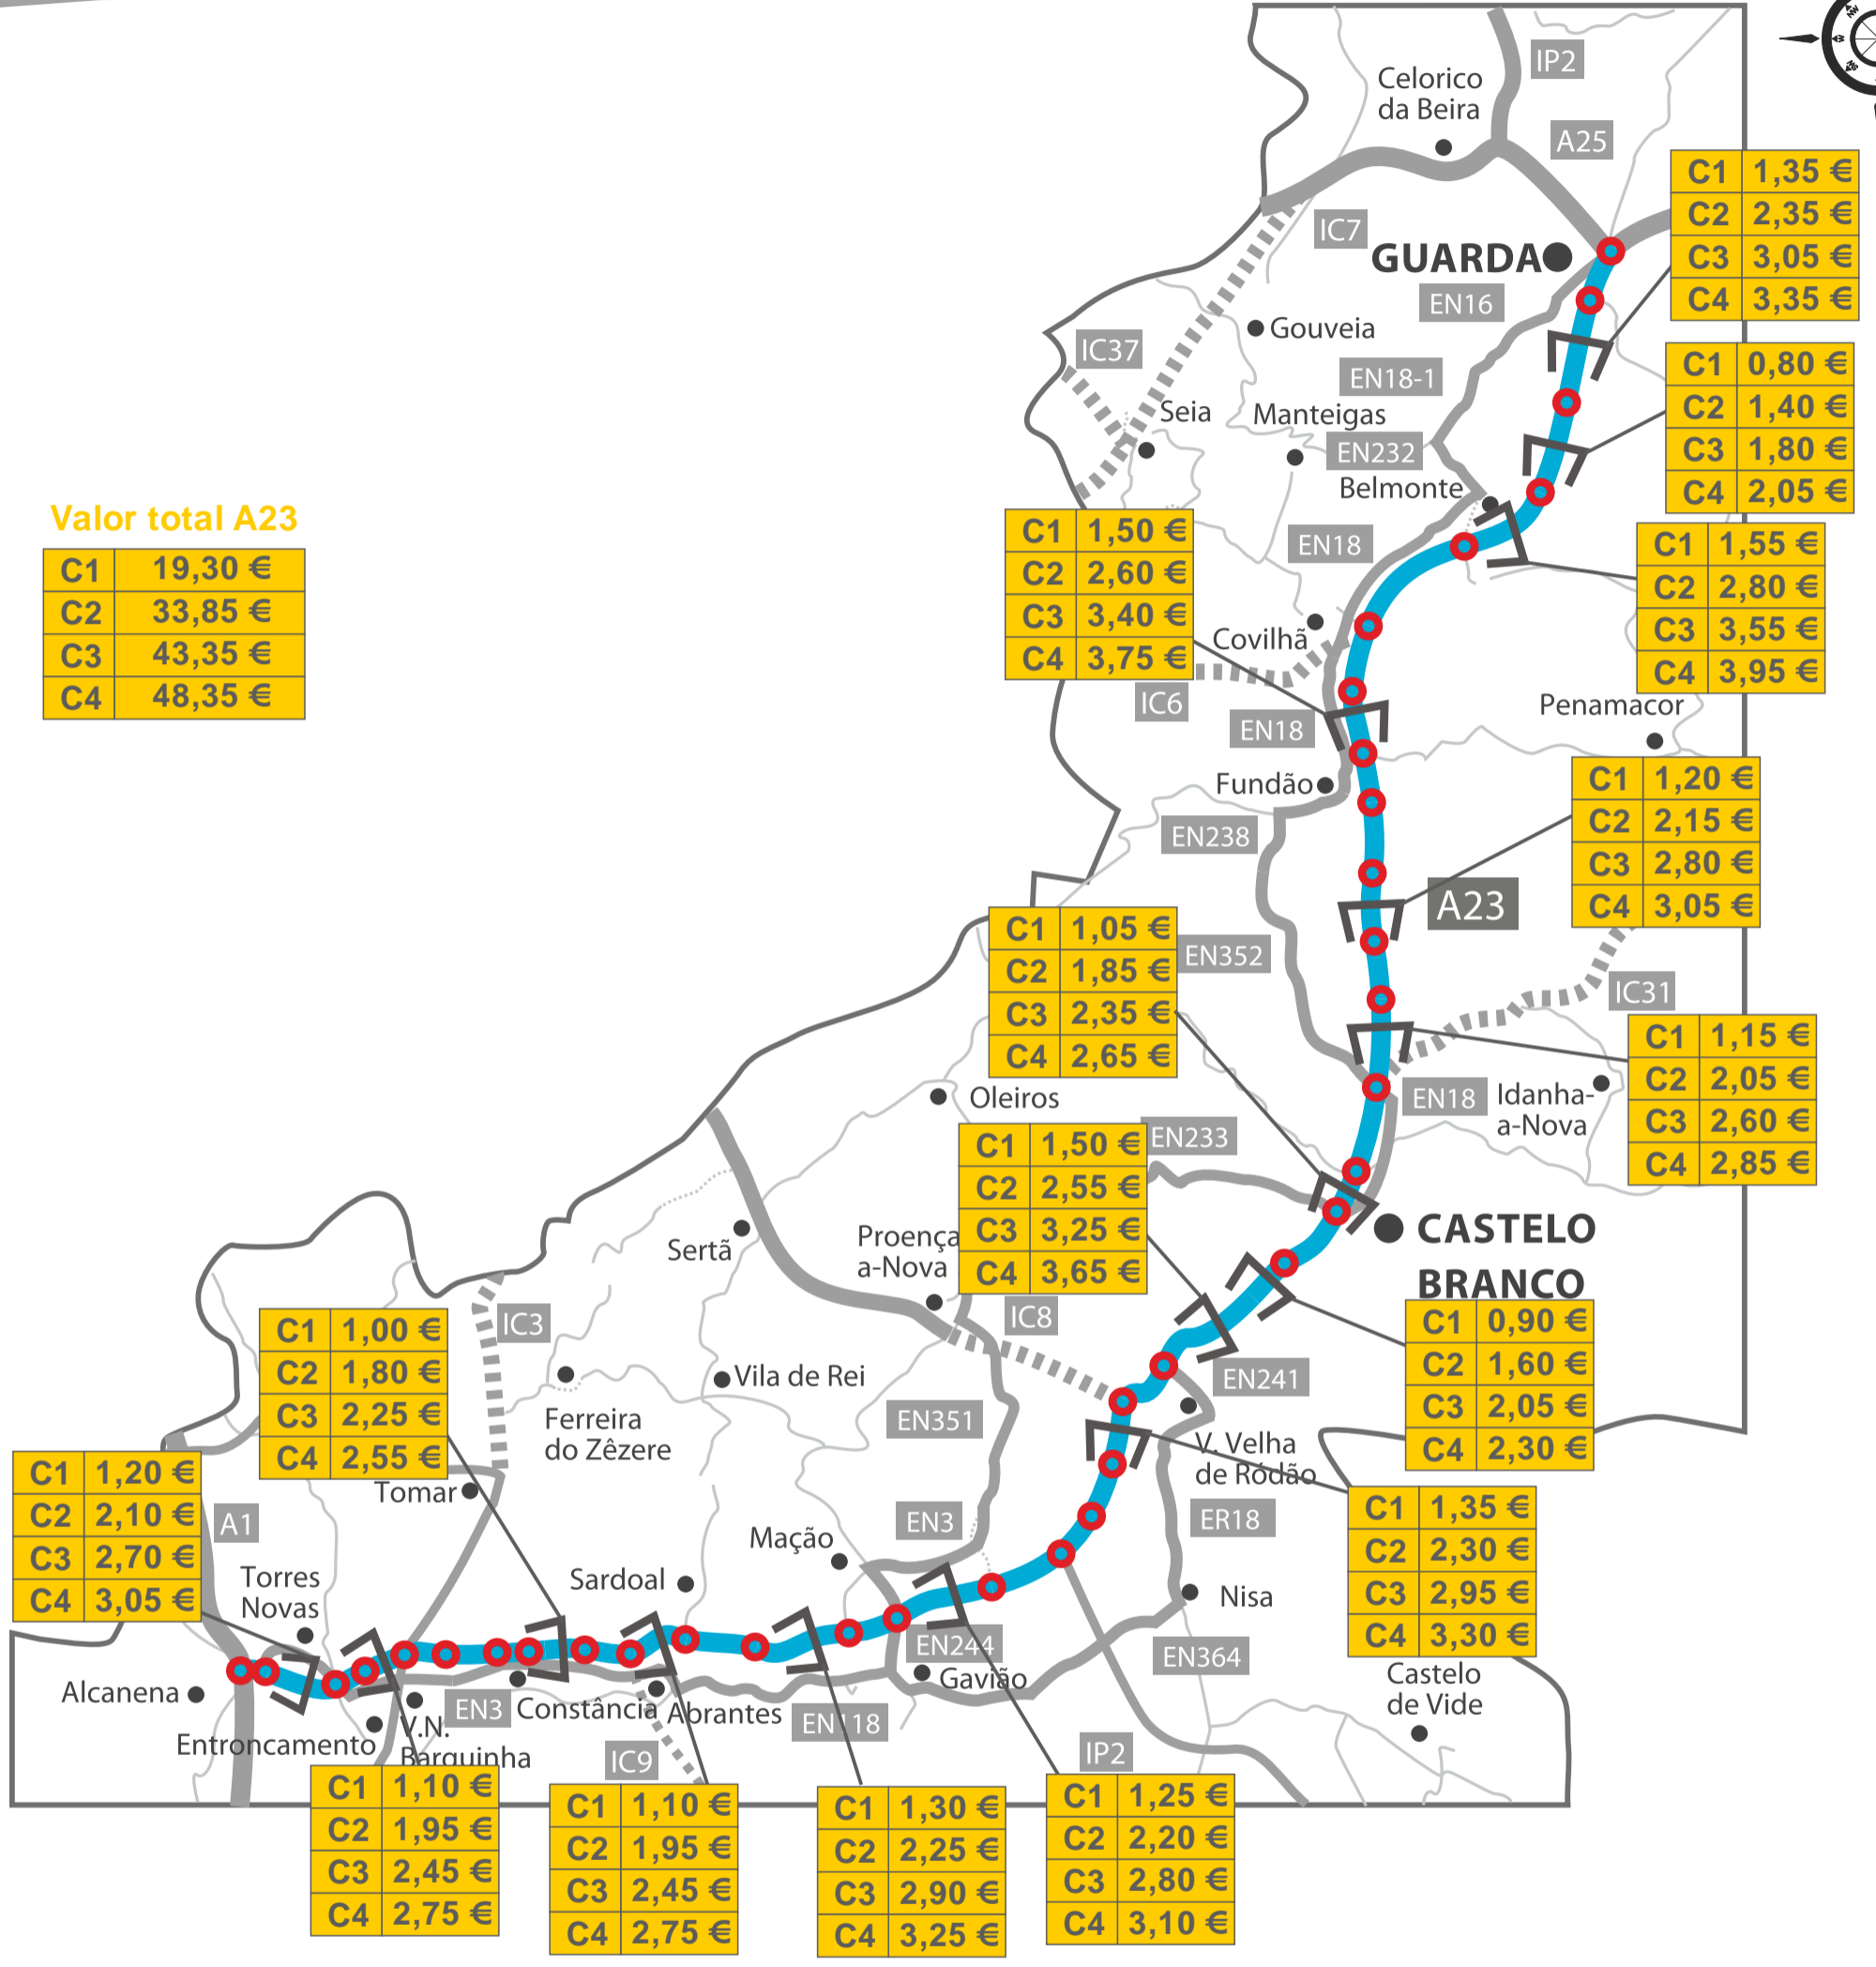 IP2
Celorico
da Beira
A25
C1 1,35 €
C2 2,35 €
C3 3,05 €
C4 3,35 €
IC7
GUARDA
EN16
Gouveia
IC37
EN18-1
C1 0,80 €
C2 1,40 €
C3 1,80 €
C4 2,05 €
Seia
Manteigas
EN232
Belmonte
Valor total A23
C1 19,30 €
C2 33,85 €
C3 43,35 €
C4 48,35 €
C1 1,50 €
C2 2,60 €
C3 3,40 €
C4 3,75 €
EN18
C1 1,55 €
C2 2,80 €
C3 3,55 €
C4 3,95 €
Covilhã
IC6
EN18
Penamacor
Fundão
C1 1,20 €
C2 2,15 €
C3 2,80 €
C4 3,05 €
EN238
A23
C1 1,05 €
C2 1,85 €
C3 2,35 €
C4 2,65 €
EN352
IC31
C1 1,15 €
C2 2,05 €
C3 2,60 €
C4 2,85 €
Oleiros
EN18
Idanha-
a-Nova
C1 1,50 €
C2 2,55 €
C3 3,25 €
C4 3,65 €
EN233
Sertã
Proença
a-Nova
CASTELO
BRANCO
IC8
C1 0,90 €
C2 1,60 €
C3 2,05 €
C4 2,30 €
C1 1,00 €
C2 1,80 €
C3 2,25 €
C4 2,55 €
IC3
Vila de Rei
EN241
Ferreira
do Zêzere
EN351
V. Velha
de Ródão
C1 1,20 €
C2 2,10 €
C3 2,70 €
C4 3,05 €
Tomar
A1
EN3
ER18
C1 1,35 €
C2 2,30 €
C3 2,95 €
C4 3,30 €
Mação
Torres
Novas
Sardoal
Nisa
EN244
EN364
Gavião
Castelo
de Vide
Alcanena
EN3
Constância
Abrantes
EN118
Entroncamento
V.N.
Barquinha
IC9
IP2
C1 1,10 €
C2 1,95 €
C3 2,45 €
C4 2,75 €
C1 1,10 €
C2 1,95 €
C3 2,45 €
C4 2,75 €
C1 1,30 €
C2 2,25 €
C3 2,90 €
C4 3,25 €
C1 1,25 €
C2 2,20 €
C3 2,80 €
C4 3,10 €
NW
W
SW